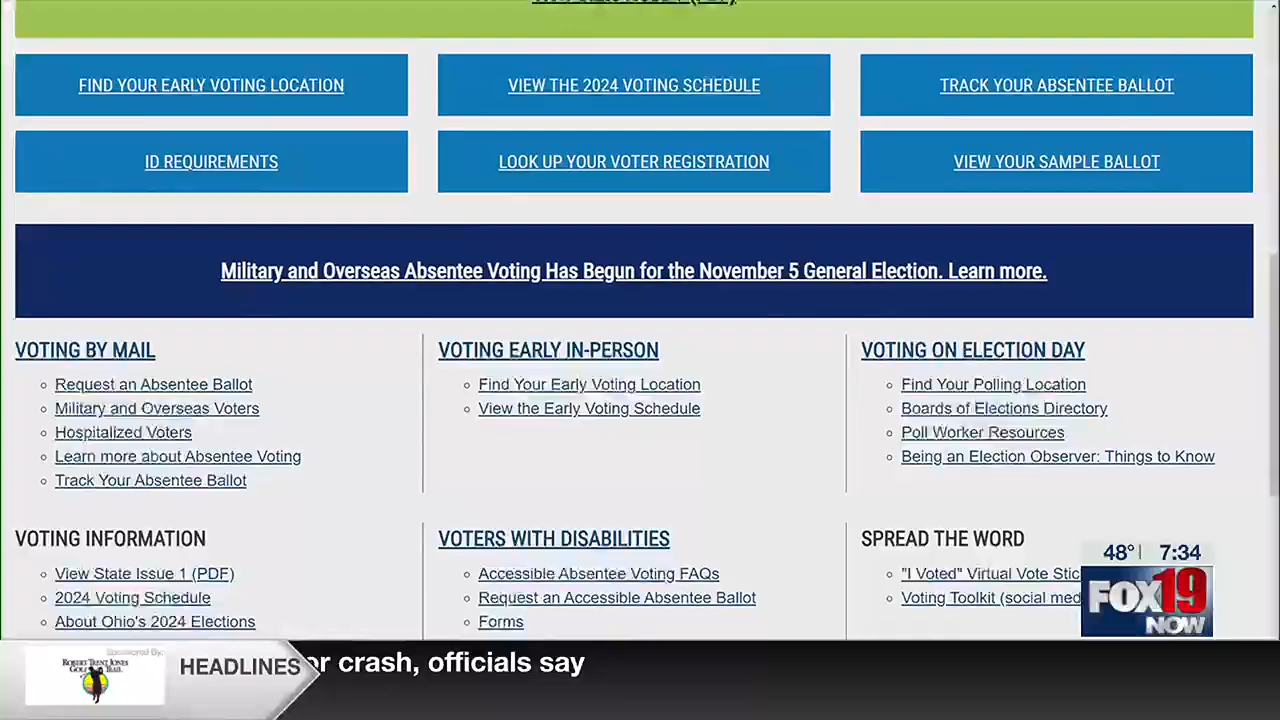 FIND YOUR EARLY VOTING LOCATION
VIEW THE 2024 VOTING SCHEDULE
TRACK YOUR ABSENTEE BALLOT
ID REQUIREMENTS
LOOK UP YOUR VOTER REGISTRATION
VIEW YOUR SAMPLE BALLOT
Military and Overseas Absentee Voting Has Begun for the November 5 General Election. Learn more.
VOTING BY MAIL
Request an Absentee Ballot
Military and Overseas Voters
Hospitalized Voters
Learn more about Absentee Voting
Track Your Absentee Ballot
VOTING EARLY IN-PERSON
Find Your Early Voting Location
View the Early Voting Schedule
VOTING ON ELECTION DAY
Find Your Polling Location
Boards of Elections Directory
Poll Worker Resources
Being an Election Observer: Things to Know
VOTING INFORMATION
View State Issue 1 (PDF)
2024 Voting Schedule
About Ohio's 2024 Elections
VOTERS WITH DISABILITIES
Accessible Absentee Voting FAQs
Request an Accessible Absentee Ballot
Forms
SPREAD THE WORD
"I Voted" Virtual Vote Stic
Voting Toolkit (social med
48° 7:34
FOX19
NOW
Sponsored By:
ROBERT TRENT JONES
GOLF TRAIL
HEADLINES
or crash, officials say